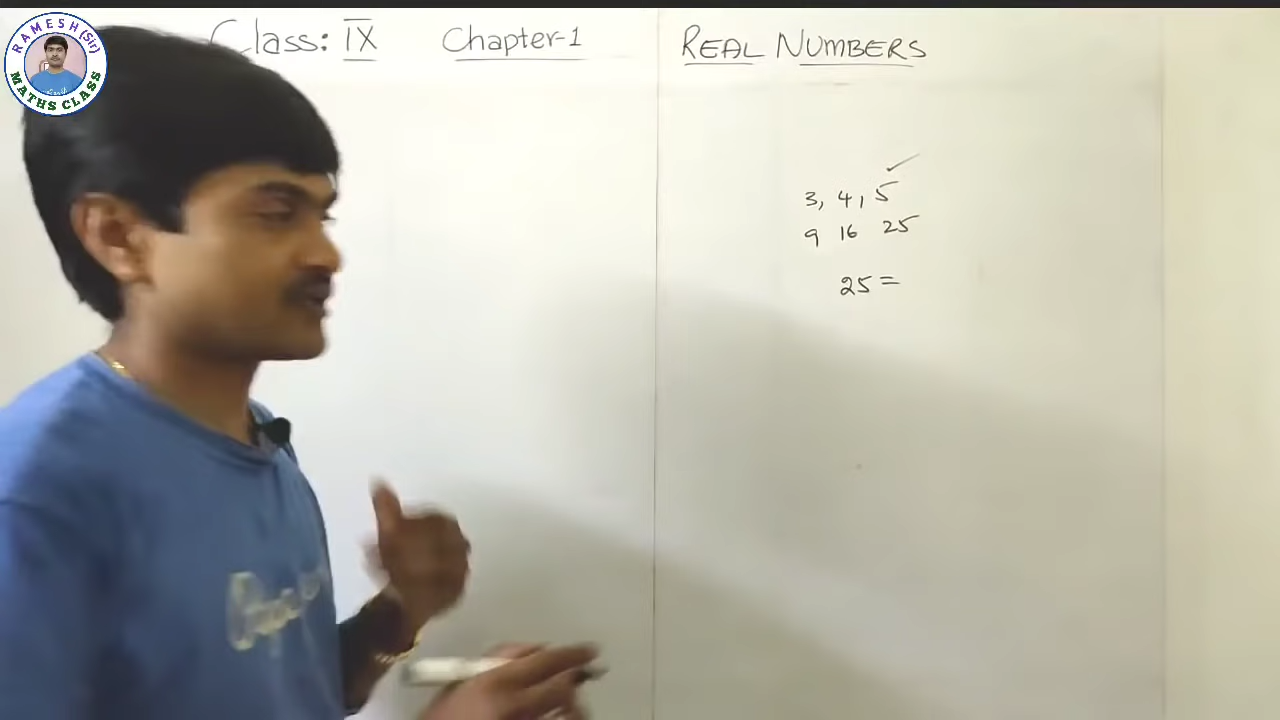 RAMESH (Sir)
MATHS CLASS
Class: IX Chapter-1 REAL NUMBERS
3, 4, 5 ✓
9 16 25
25 =